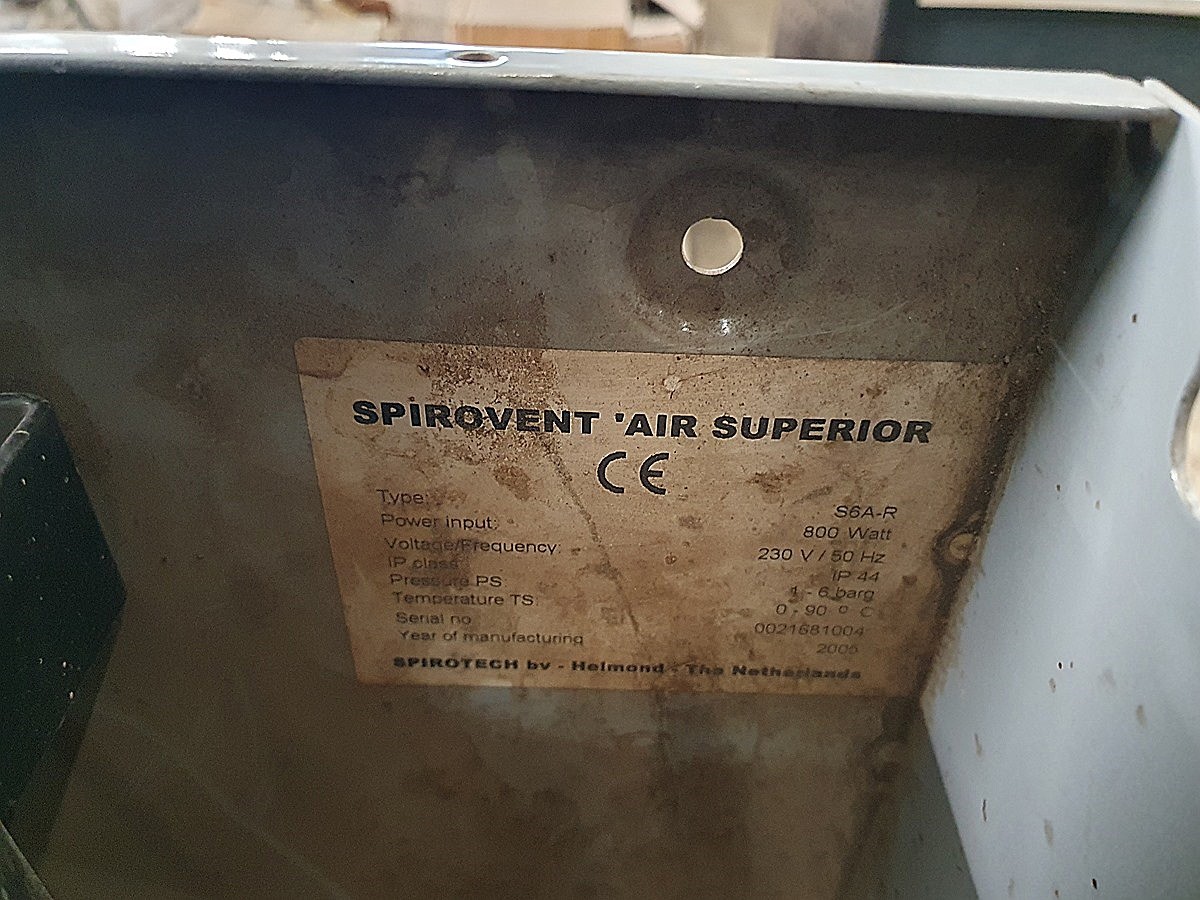 SPIROVENT 'AIR SUPERIOR
CE
Type: S6A-R
Power input: 800 Watt
Voltage/Frequency: 230 V / 50 Hz
IP class IP 44
Pressure PS 1 - 6 barg
Temperature TS 0 - 90 º C
Serial no 0021681004
Year of manufacturing 2005
SPIROTECH bv - Helmond - The Netherlands